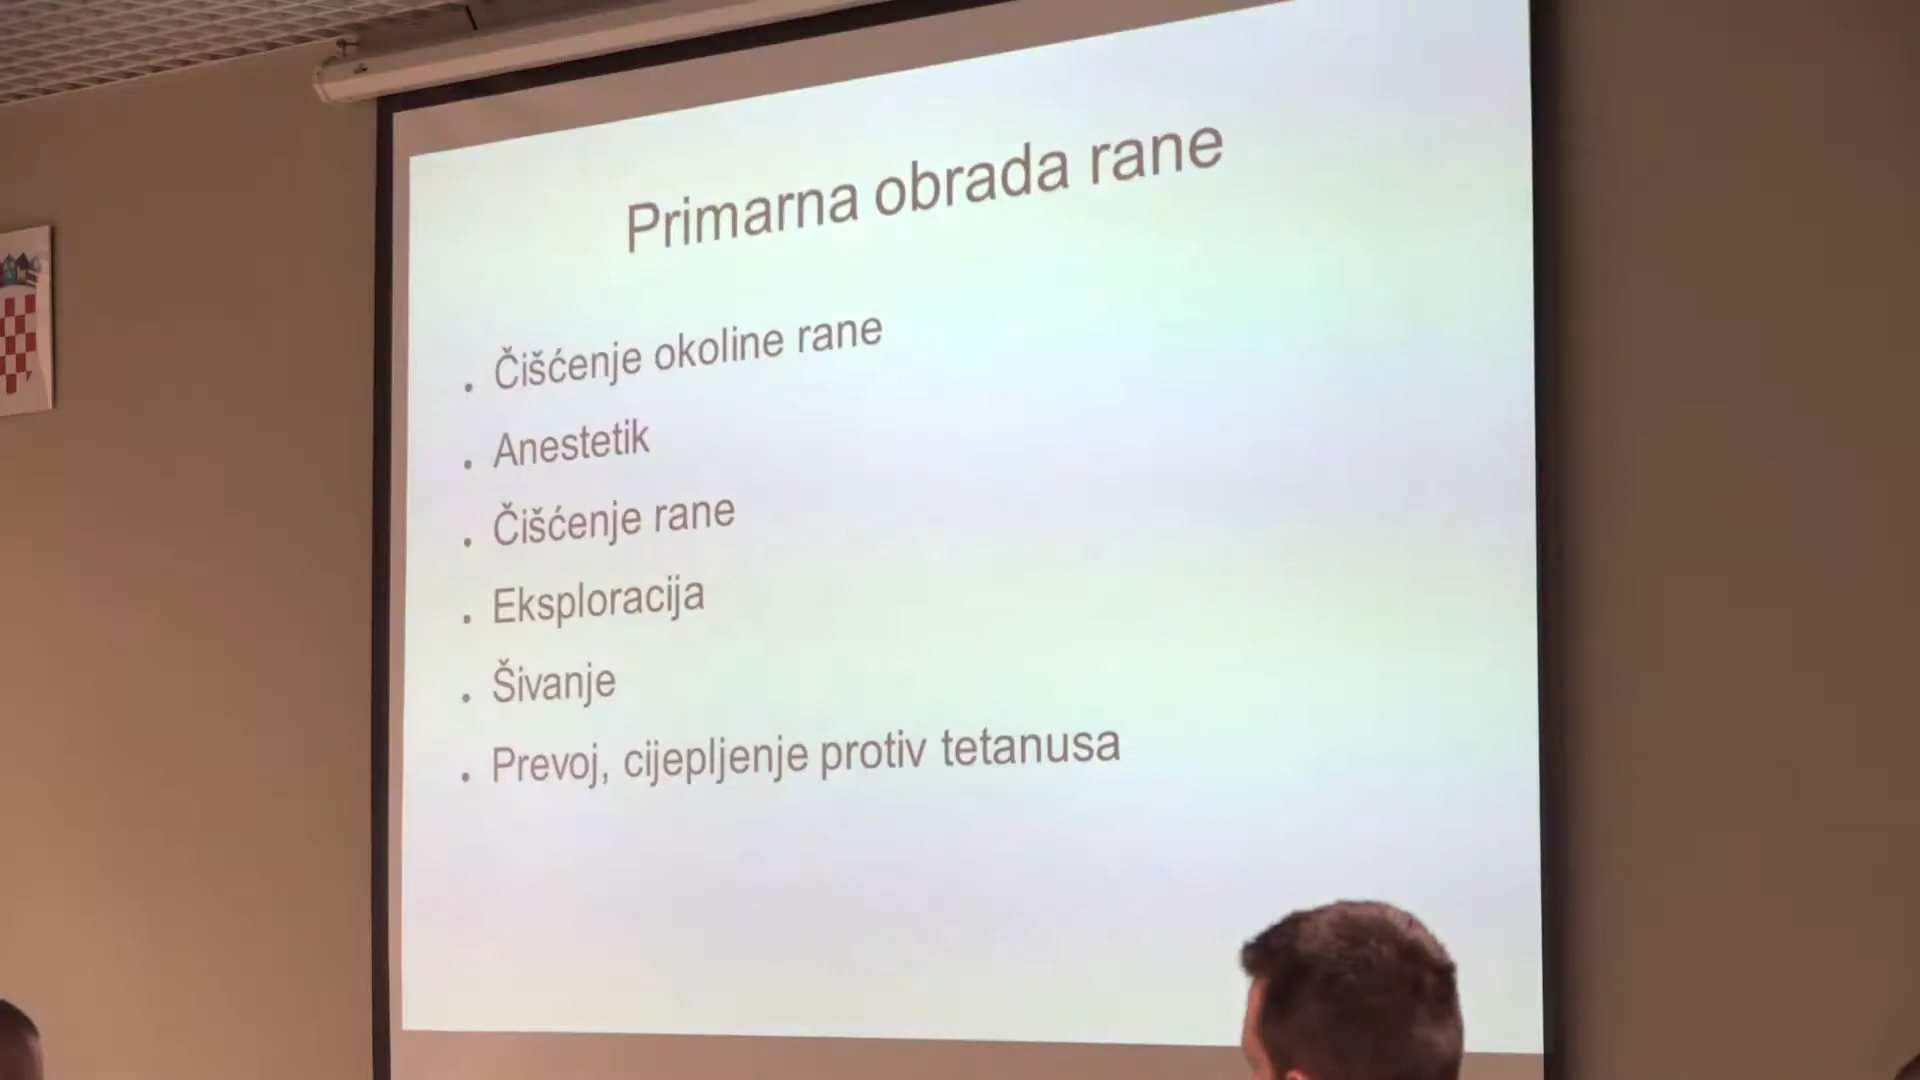 Primarna obrada rane
. Čišćenje okoline rane
. Anestetik
. Čišćenje rane
. Eksploracija
. Šivanje
. Prevoj, cijepljenje protiv tetanusa